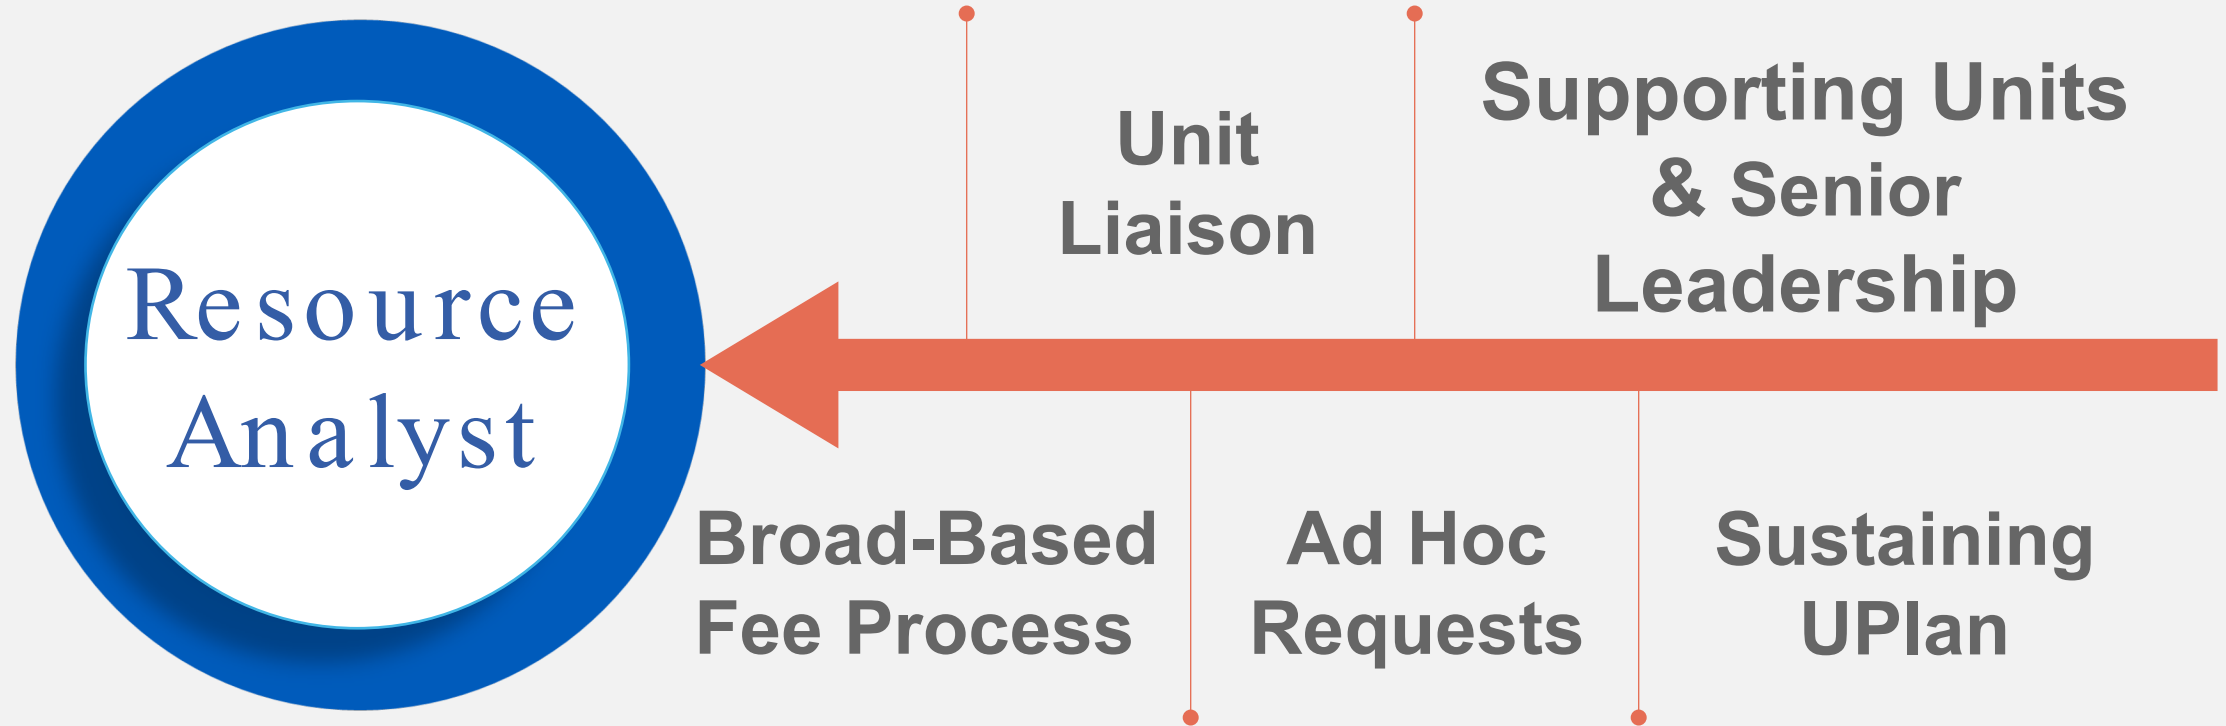 Resource
Analyst
Unit
Liaison
Supporting Units
& Senior
Leadership
Broad-Based
Fee Process
Ad Hoc
Requests
Sustaining
UPlan